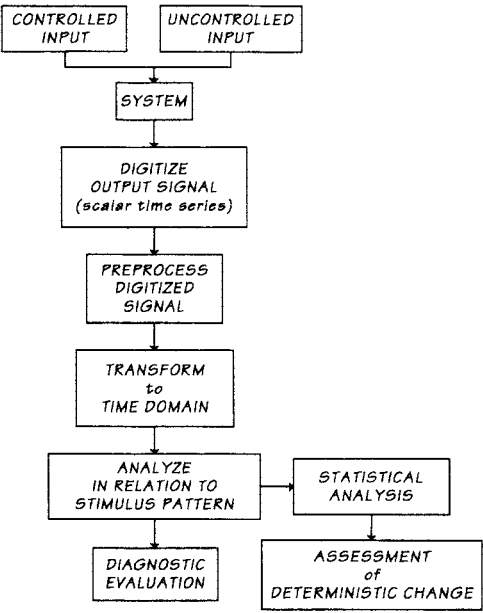 CONTROLLED
INPUT
UNCONTROLLED
INPUT
SYSTEM
DIGITIZE
OUTPUT SIGNAL
(scalar time series)
PREPROCESS
DIGITIZED
SIGNAL
TRANSFORM
to
TIME DOMAIN
ANALYZE
IN RELATION TO
STIMULUS PATTERN
STATISTICAL
ANALYSIS
DIAGNOSTIC
EVALUATION
ASSESSMENT
of
DETERMINISTIC CHANGE